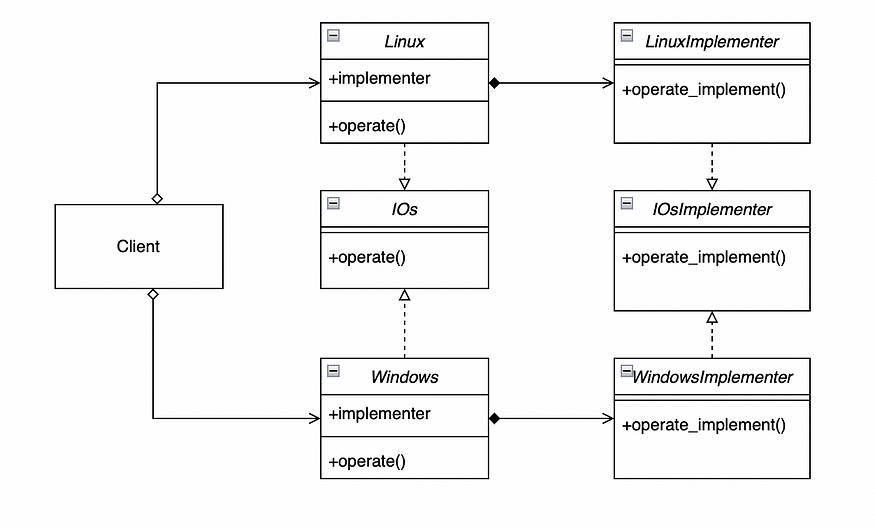 Linux
+implementer
+operate()
LinuxImplementer
+operate_implement()
Client
IOs
+operate()
IOsImplementer
+operate_implement()
Windows
+implementer
+operate()
WindowsImplementer
+operate_implement()